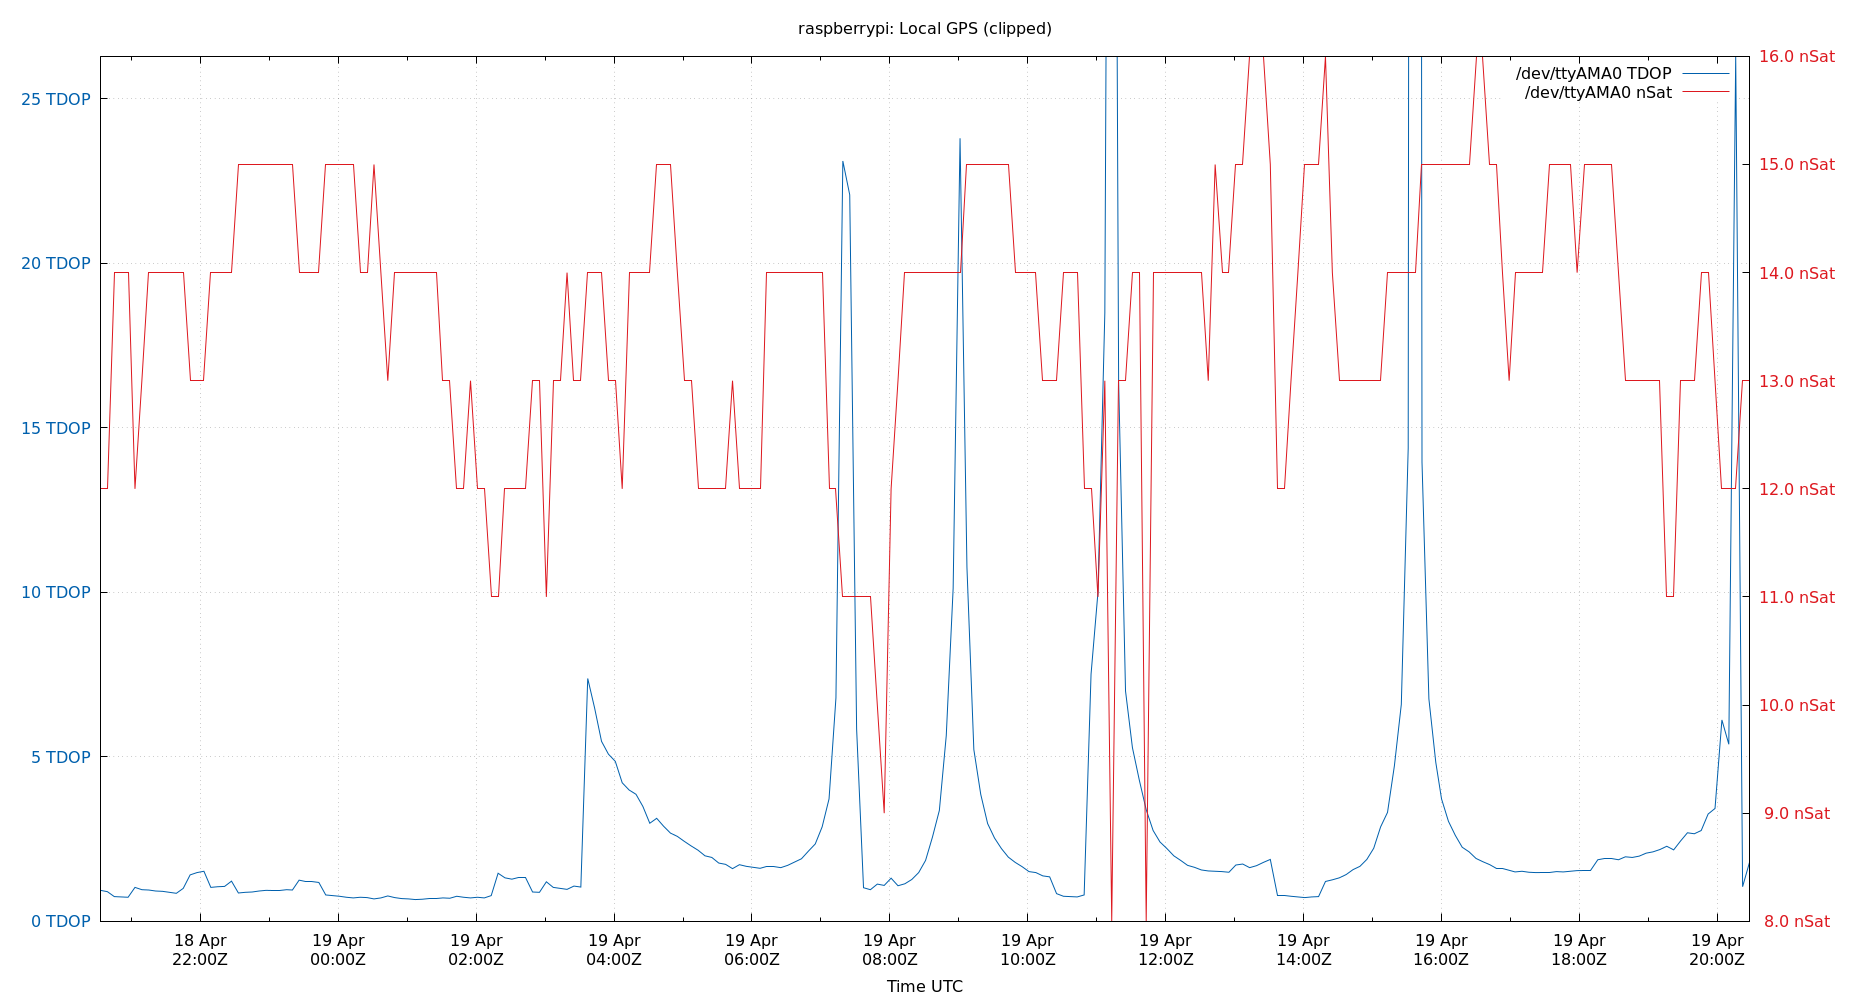 raspberrypi: Local GPS (clipped)
/dev/ttyAMA0 TDOP
/dev/ttyAMA0 nSat
25 TDOP
20 TDOP
15 TDOP
10 TDOP
5 TDOP
0 TDOP
16.0 nSat
15.0 nSat
14.0 nSat
13.0 nSat
12.0 nSat
11.0 nSat
10.0 nSat
9.0 nSat
8.0 nSat
18 Apr
22:00Z
19 Apr
00:00Z
19 Apr
02:00Z
19 Apr
04:00Z
19 Apr
06:00Z
19 Apr
08:00Z
19 Apr
10:00Z
19 Apr
12:00Z
19 Apr
14:00Z
19 Apr
16:00Z
19 Apr
18:00Z
19 Apr
20:00Z
Time UTC